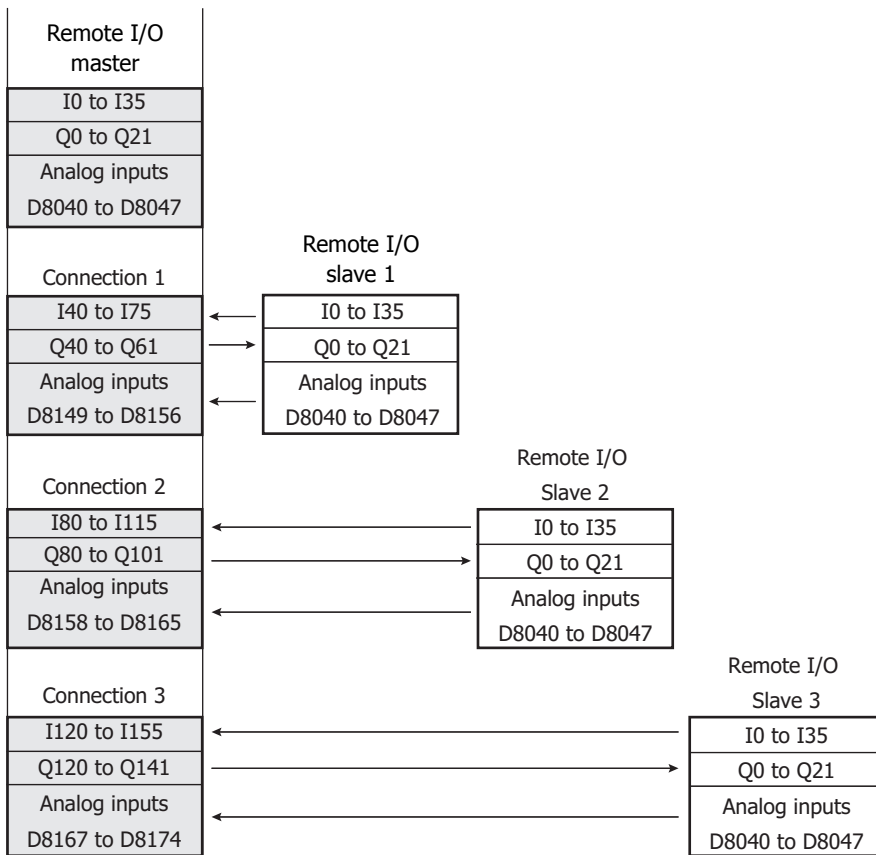 Remote I/O
master
I0 to I35
Q0 to Q21
Analog inputs
D8040 to D8047
Remote I/O
slave 1
Connection 1
I40 to I75
I0 to I35
Q40 to Q61
Q0 to Q21
Analog inputs
D8149 to D8156
Analog inputs
D8040 to D8047
Remote I/O
Slave 2
Connection 2
I80 to I115
I0 to I35
Q80 to Q101
Q0 to Q21
Analog inputs
D8158 to D8165
Analog inputs
D8040 to D8047
Remote I/O
Slave 3
Connection 3
I120 to I155
I0 to I35
Q120 to Q141
Q0 to Q21
Analog inputs
D8167 to D8174
Analog inputs
D8040 to D8047